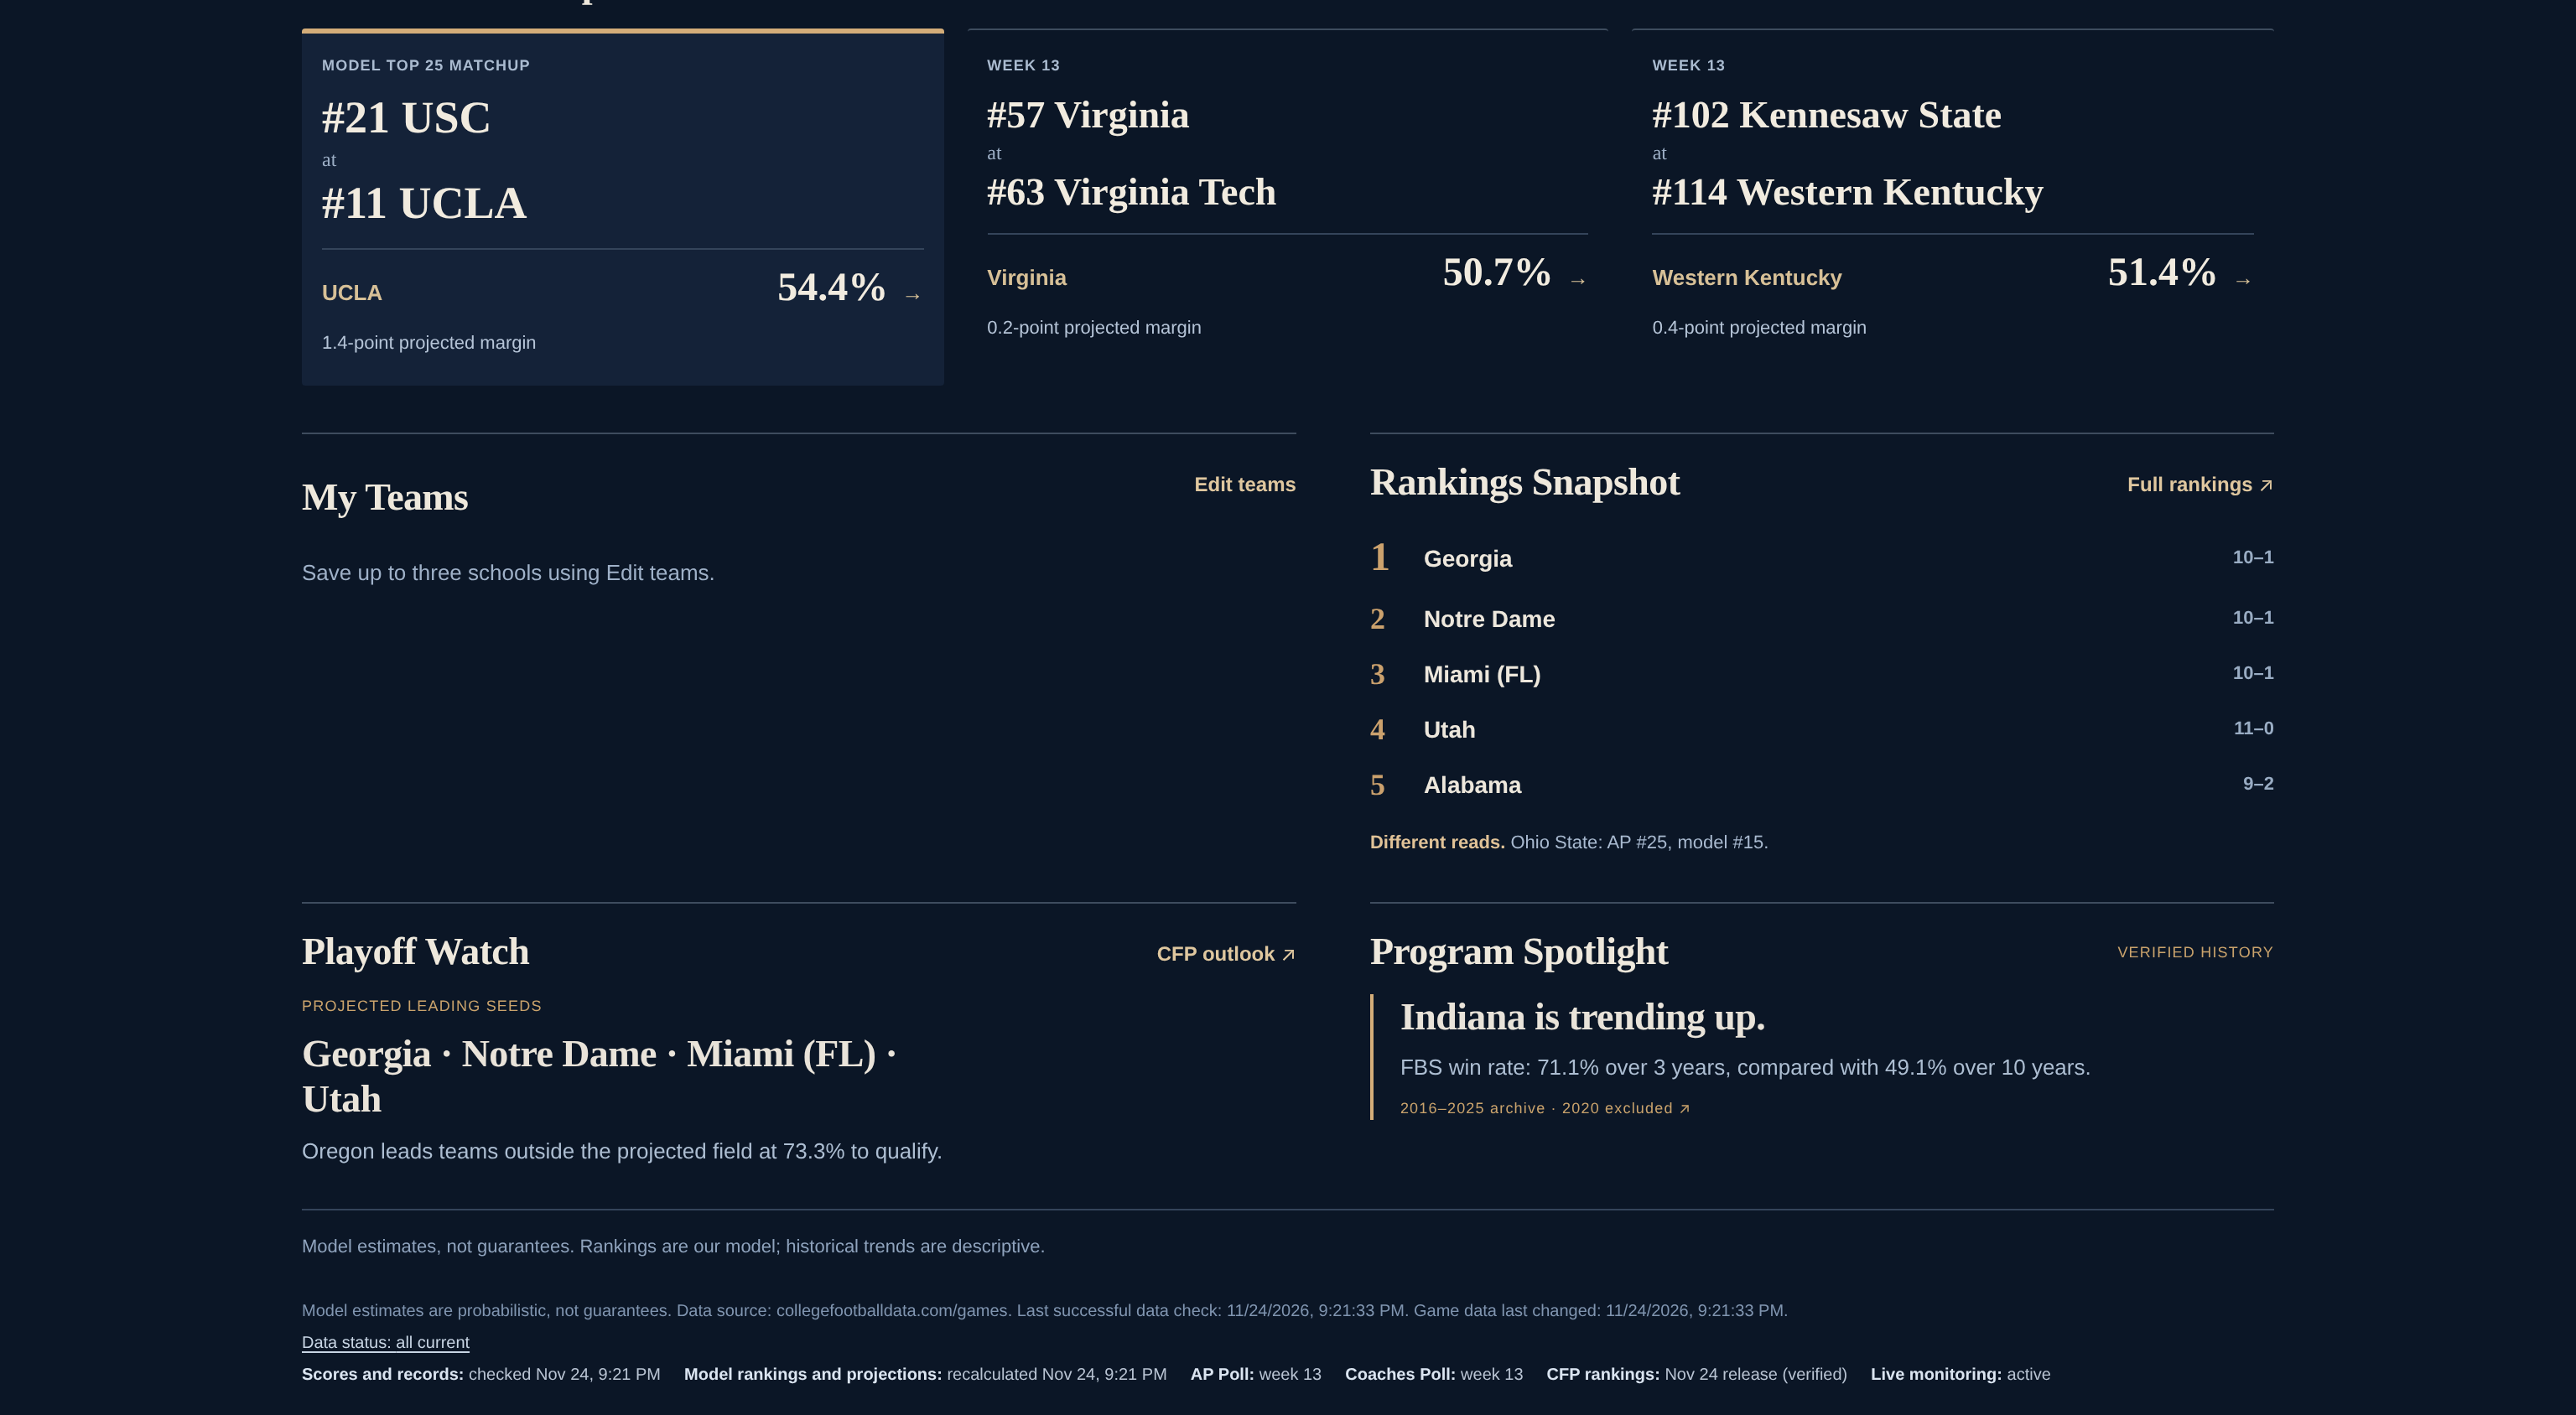 MODEL TOP 25 MATCHUP
#21 USC
at
#11 UCLA
UCLA 54.4% →
1.4-point projected margin
WEEK 13
#57 Virginia
at
#63 Virginia Tech
Virginia 50.7% →
0.2-point projected margin
WEEK 13
#102 Kennesaw State
at
#114 Western Kentucky
Western Kentucky 51.4% →
0.4-point projected margin
My Teams Edit teams
Save up to three schools using Edit teams.
Rankings Snapshot Full rankings ↗
1 Georgia 10–1
2 Notre Dame 10–1
3 Miami (FL) 10–1
4 Utah 11–0
5 Alabama 9–2
Different reads. Ohio State: AP #25, model #15.
Playoff Watch CFP outlook ↗
PROJECTED LEADING SEEDS
Georgia · Notre Dame · Miami (FL) ·
Utah
Oregon leads teams outside the projected field at 73.3% to qualify.
Program Spotlight VERIFIED HISTORY
Indiana is trending up.
FBS win rate: 71.1% over 3 years, compared with 49.1% over 10 years.
2016–2025 archive · 2020 excluded ↗
Model estimates, not guarantees. Rankings are our model; historical trends are descriptive.
Model estimates are probabilistic, not guarantees. Data source: collegefootballdata.com/games. Last successful data check: 11/24/2026, 9:21:33 PM. Game data last changed: 11/24/2026, 9:21:33 PM.
Data status: all current
Scores and records: checked Nov 24, 9:21 PM Model rankings and projections: recalculated Nov 24, 9:21 PM AP Poll: week 13 Coaches Poll: week 13 CFP rankings: Nov 24 release (verified) Live monitoring: active